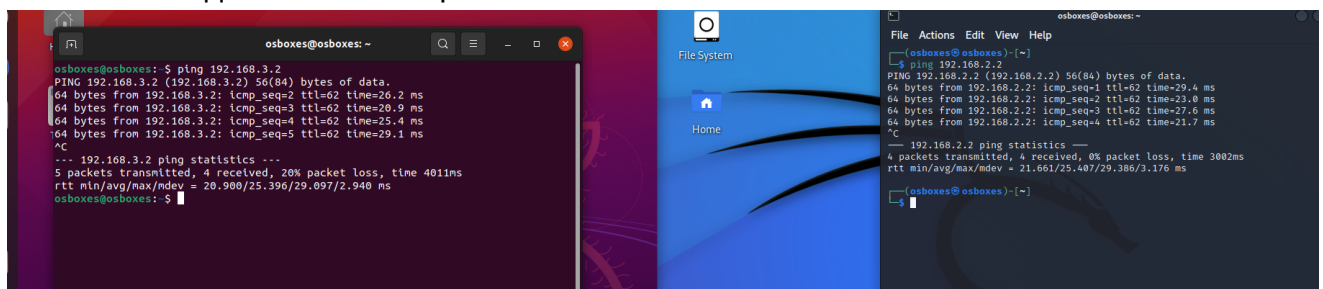 osboxes@osboxes: ~
osboxes@osboxes:~$ ping 192.168.3.2
PING 192.168.3.2 (192.168.3.2) 56(84) bytes of data.
64 bytes from 192.168.3.2: icmp_seq=2 ttl=62 time=26.2 ms
64 bytes from 192.168.3.2: icmp_seq=3 ttl=62 time=20.9 ms
64 bytes from 192.168.3.2: icmp_seq=4 ttl=62 time=25.4 ms
64 bytes from 192.168.3.2: icmp_seq=5 ttl=62 time=29.1 ms
^C
--- 192.168.3.2 ping statistics ---
5 packets transmitted, 4 received, 20% packet loss, time 4011ms
rtt min/avg/max/mdev = 20.900/25.396/29.097/2.940 ms
osboxes@osboxes:~$
File System
Home
osboxes@osboxes: ~
File Actions Edit View Help
(osboxes㉿osboxes)-[~]
$ ping 192.168.2.2
PING 192.168.2.2 (192.168.2.2) 56(84) bytes of data.
64 bytes from 192.168.2.2: icmp_seq=1 ttl=62 time=29.4 ms
64 bytes from 192.168.2.2: icmp_seq=2 ttl=62 time=23.0 ms
64 bytes from 192.168.2.2: icmp_seq=3 ttl=62 time=27.6 ms
64 bytes from 192.168.2.2: icmp_seq=4 ttl=62 time=21.7 ms
^C
--- 192.168.2.2 ping statistics ---
4 packets transmitted, 4 received, 0% packet loss, time 3002ms
rtt min/avg/max/mdev = 21.661/25.407/29.386/3.176 ms
(osboxes㉿osboxes)-[~]
$